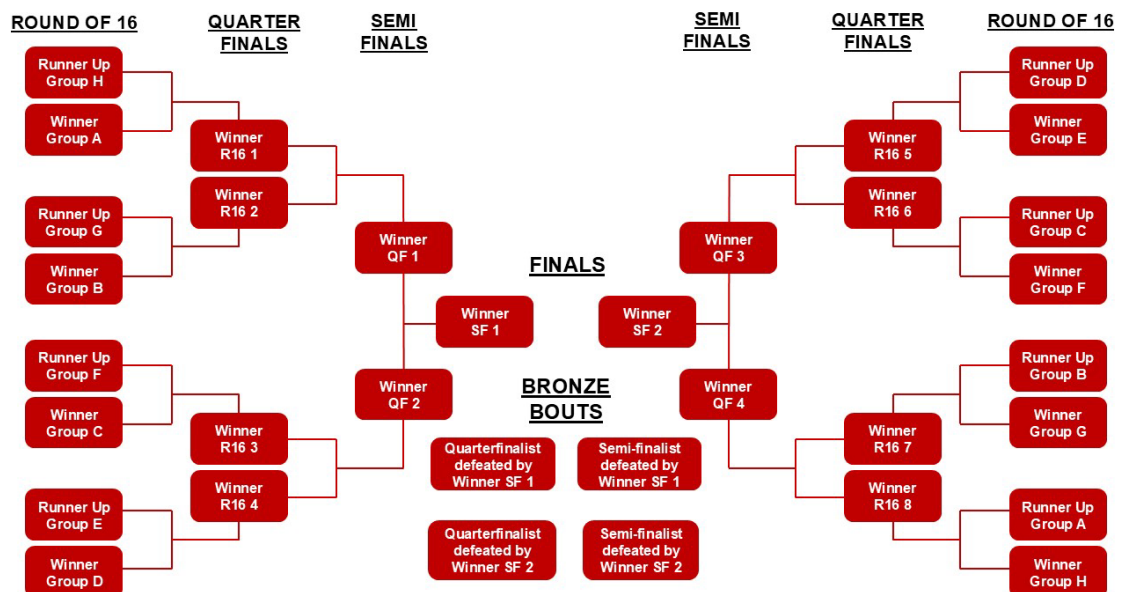 ROUND OF 16
QUARTER
FINALS
SEMI
FINALS
SEMI
FINALS
QUARTER
FINALS
ROUND OF 16
Runner Up
Group H
Winner
Group A
Runner Up
Group G
Winner
Group B
Runner Up
Group F
Winner
Group C
Runner Up
Group E
Winner
Group D
Winner
R16 1
Winner
R16 2
Winner
R16 3
Winner
R16 4
Winner
QF 1
Winner
QF 2
Winner
SF 1
FINALS
Winner
SF 2
BRONZE
BOUTS
Quarterfinalist
defeated by
Winner SF 1
Semi-finalist
defeated by
Winner SF 1
Quarterfinalist
defeated by
Winner SF 2
Semi-finalist
defeated by
Winner SF 2
Winner
QF 3
Winner
QF 4
Winner
R16 5
Winner
R16 6
Winner
R16 7
Winner
R16 8
Runner Up
Group D
Winner
Group E
Runner Up
Group C
Winner
Group F
Runner Up
Group B
Winner
Group G
Runner Up
Group A
Winner
Group H